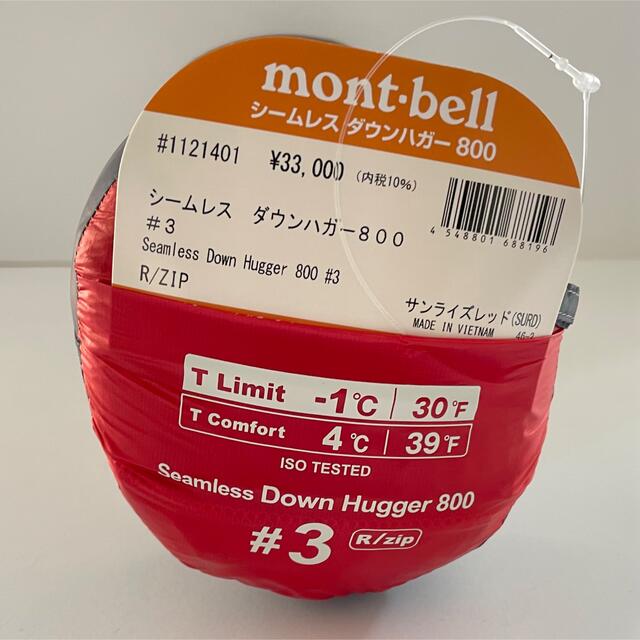 mont·bell
シームレス ダウンハガー 800
#1121401 ¥33,000 (内税10%)
シームレス ダウンハガー800
#3
Seamless Down Hugger 800 #3
R/ZIP
4 548801 688196
サンライズレッド(SURD)
MADE IN VIETNAM
T Limit -1℃ 30°F
T Comfort 4℃ 39°F
ISO TESTED
Seamless Down Hugger 800
#3 R/zip